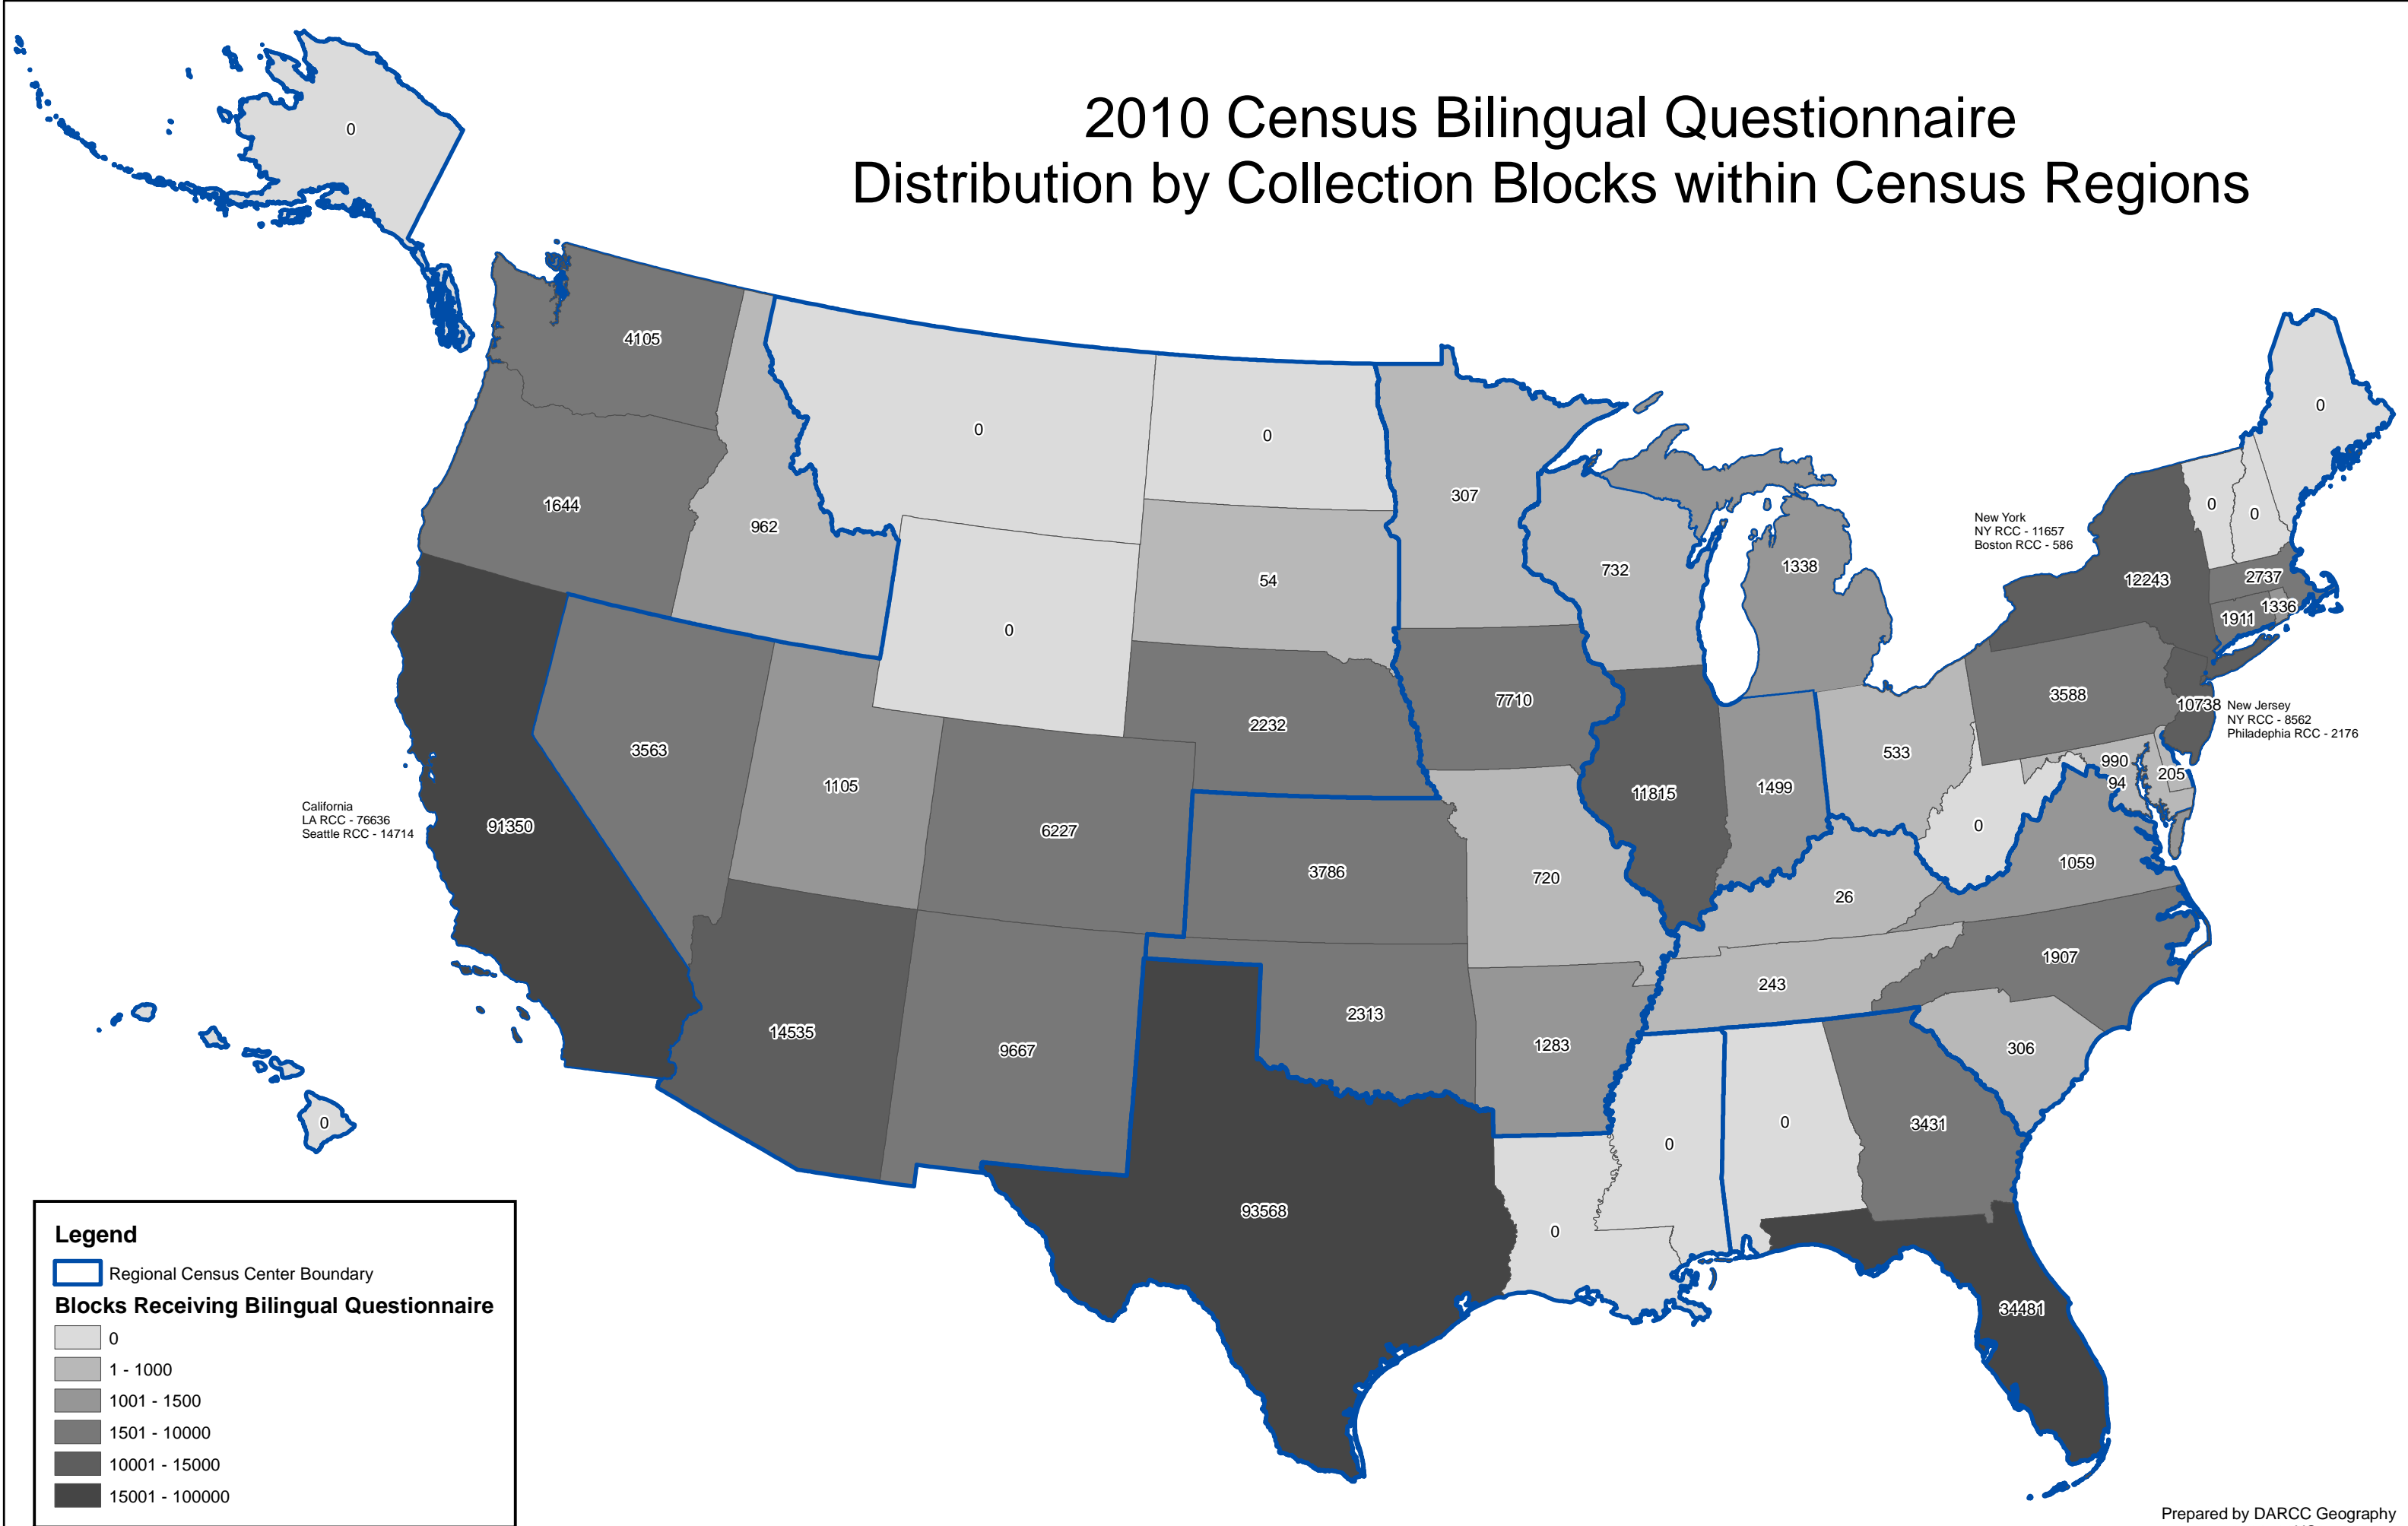 2010 Census Bilingual Questionnaire
Distribution by Collection Blocks within Census Regions
0
4105
0
0
307
0
1644
962
732
1338
0
0
New York
NY RCC - 11657
Boston RCC - 586
54
12243
2737
1336
1911
0
7710
3588
10738
New Jersey
NY RCC - 8562
Philadephia RCC - 2176
2232
3563
533
990
205
94
1105
11815
1499
California
LA RCC - 76636
Seattle RCC - 14714
91350
6227
0
3786
720
1059
26
1907
243
2313
14535
9667
1283
306
0
0
0
3431
93568
0
34481
Legend
Regional Census Center Boundary
Blocks Receiving Bilingual Questionnaire
0
1 - 1000
1001 - 1500
1501 - 10000
10001 - 15000
15001 - 100000
Prepared by DARCC Geography